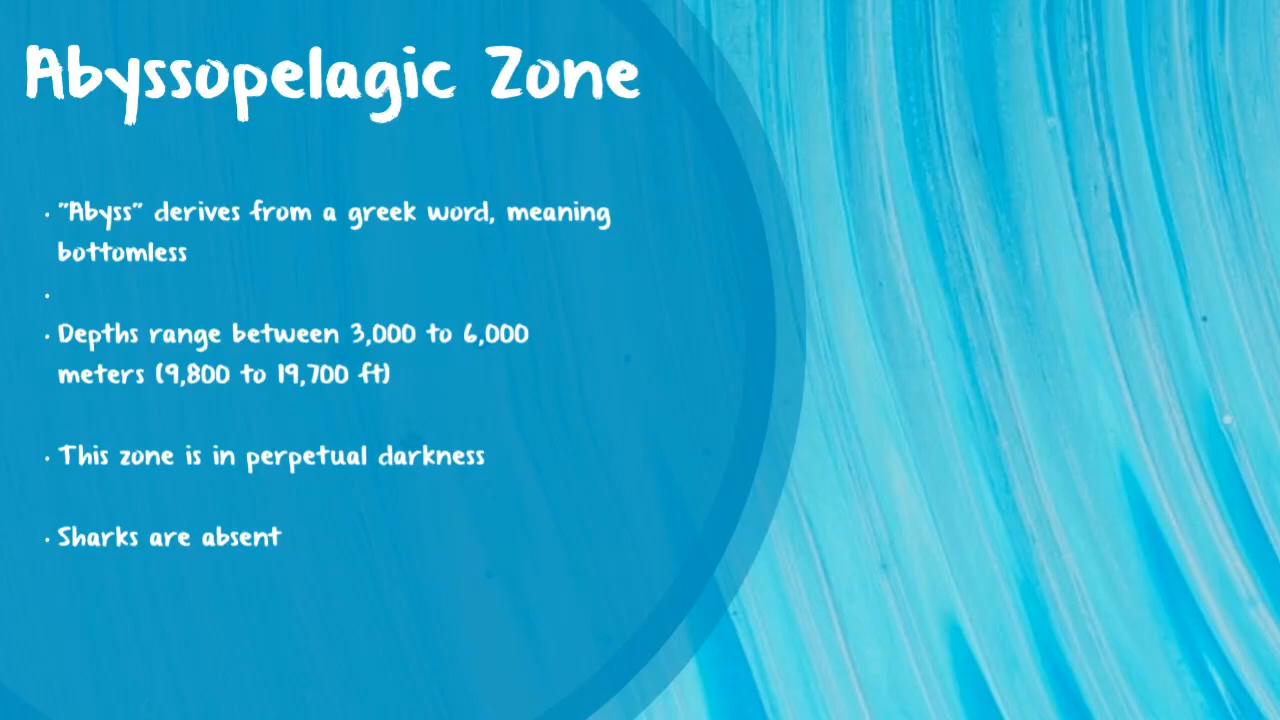 Abyssopelagic Zone
· "Abyss" derives from a greek word, meaning
bottomless
·
· Depths range between 3,000 to 6,000
meters (9,800 to 19,700 ft)
· This zone is in perpetual darkness
· Sharks are absent